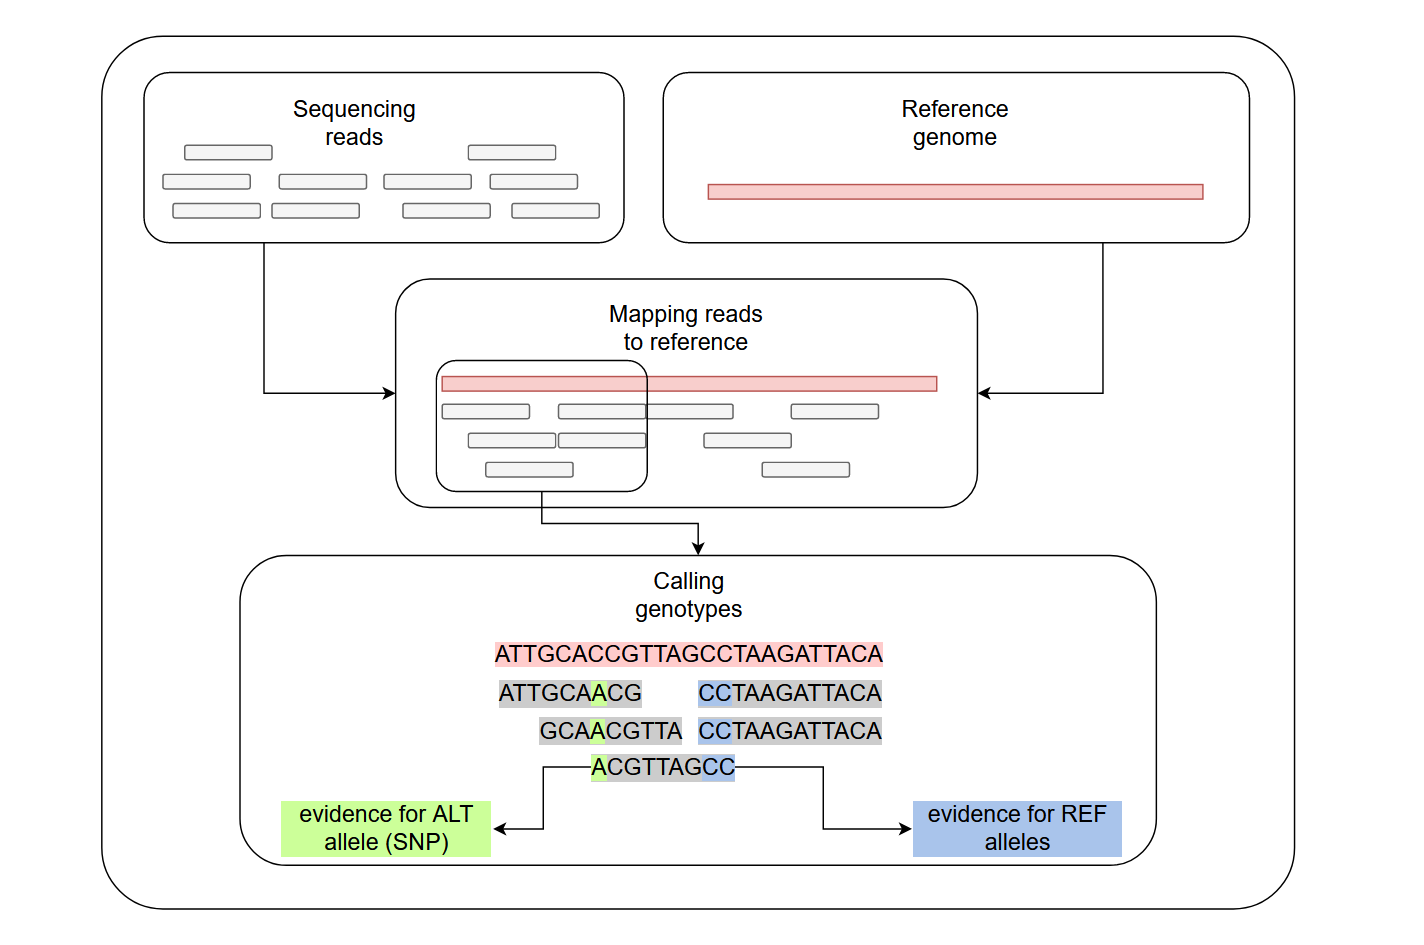 Sequencing
reads
Reference
genome
Mapping reads
to reference
Calling
genotypes
ATTGCACCGTTAGCCTAAGATTACA
ATTGCAACG CCTAAGATTACA
GCAACGTTA CCTAAGATTACA
ACGTTAGCC
evidence for ALT
allele (SNP)
evidence for REF
alleles